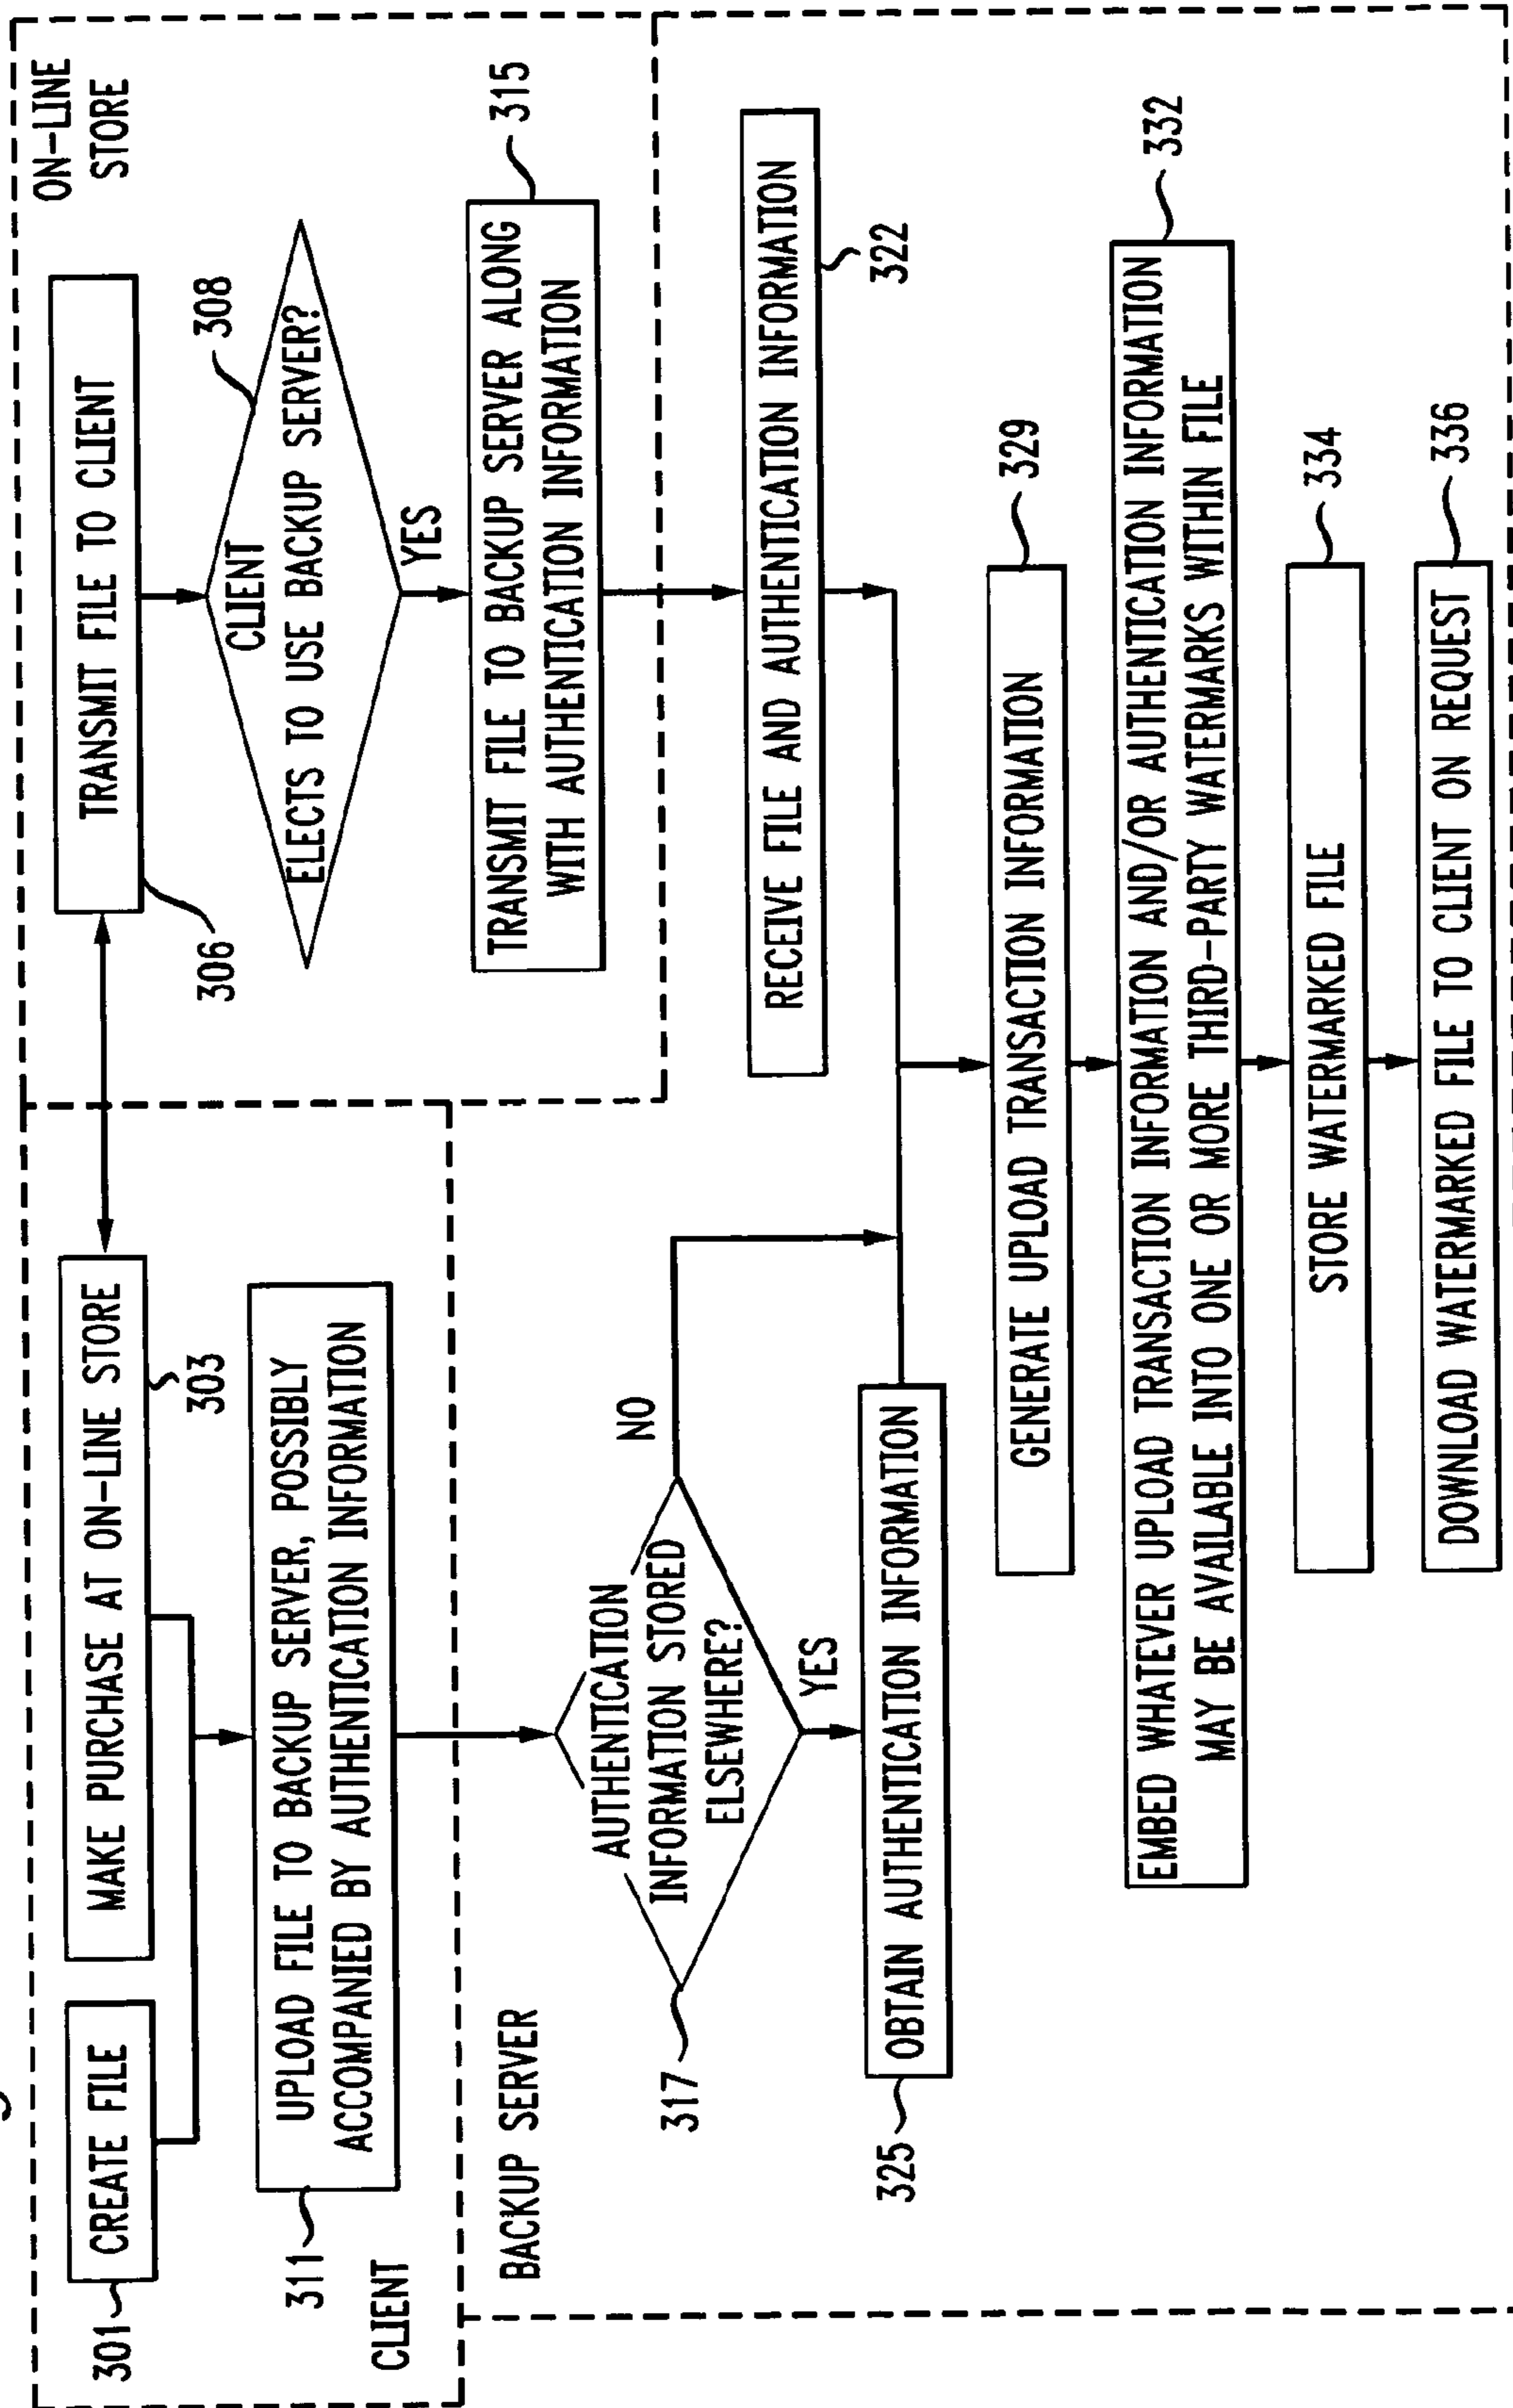 ON-LINE
STORE
TRANSMIT FILE TO CLIENT
306
308
CLIENT
ELECTS TO USE BACKUP SERVER?
YES
TRANSMIT FILE TO BACKUP SERVER ALONG
WITH AUTHENTICATION INFORMATION
315
301
CREATE FILE
MAKE PURCHASE AT ON-LINE STORE
303
UPLOAD FILE TO BACKUP SERVER, POSSIBLY
ACCOMPANIED BY AUTHENTICATION INFORMATION
311
CLIENT
BACKUP SERVER
AUTHENTICATION
INFORMATION STORED
ELSEWHERE?
317
NO
YES
OBTAIN AUTHENTICATION INFORMATION
325
RECEIVE FILE AND AUTHENTICATION INFORMATION
322
GENERATE UPLOAD TRANSACTION INFORMATION
329
EMBED WHATEVER UPLOAD TRANSACTION INFORMATION AND/OR AUTHENTICATION INFORMATION
MAY BE AVAILABLE INTO ONE OR MORE THIRD-PARTY WATERMARKS WITHIN FILE
332
STORE WATERMARKED FILE
334
DOWNLOAD WATERMARKED FILE TO CLIENT ON REQUEST
336